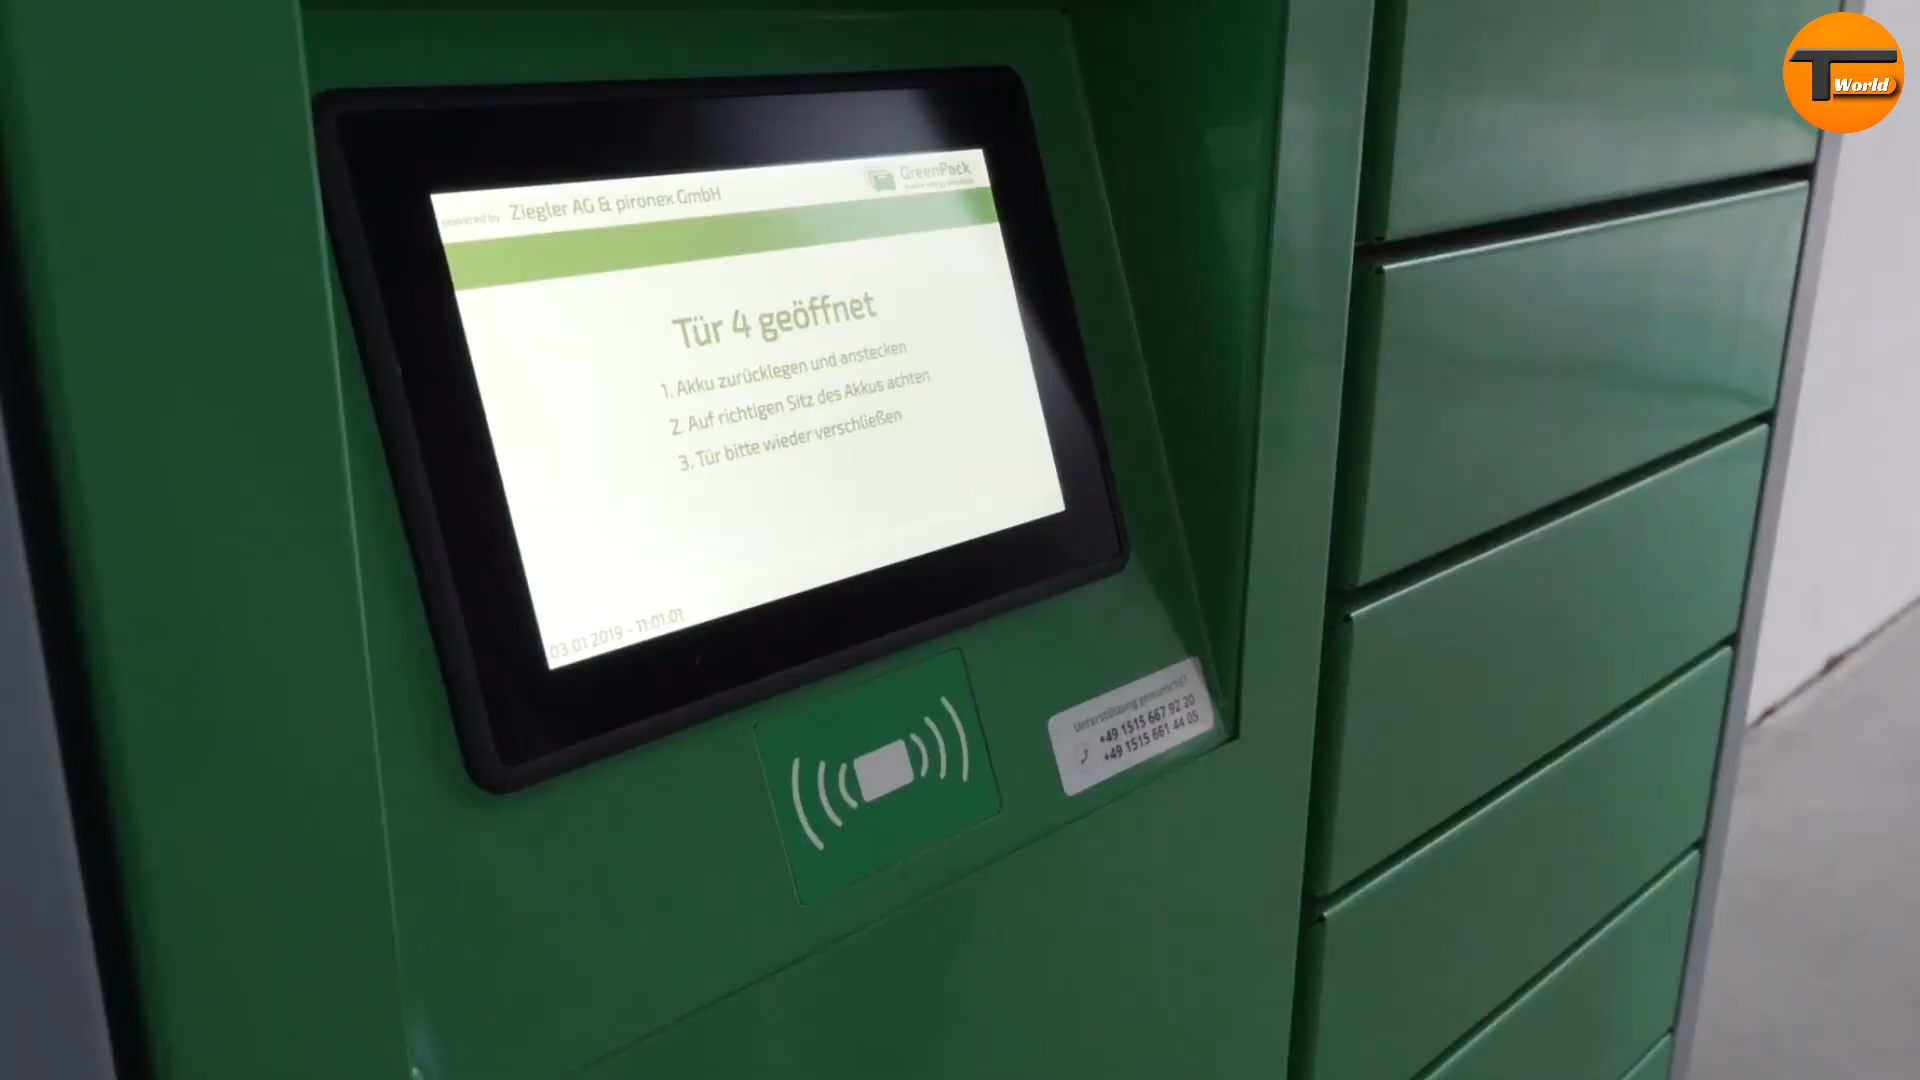 T World
powered by Ziegler AG & pironex GmbH
GreenPack
Tür 4 geöffnet
1. Akku zurücklegen und anstecken
2. Auf richtigen Sitz des Akkus achten
3. Tür bitte wieder verschließen
03 01 2019 - 11:01:01
Unterstützung gewünscht?
+49 1515 667 92 20
+49 1515 661 44 05